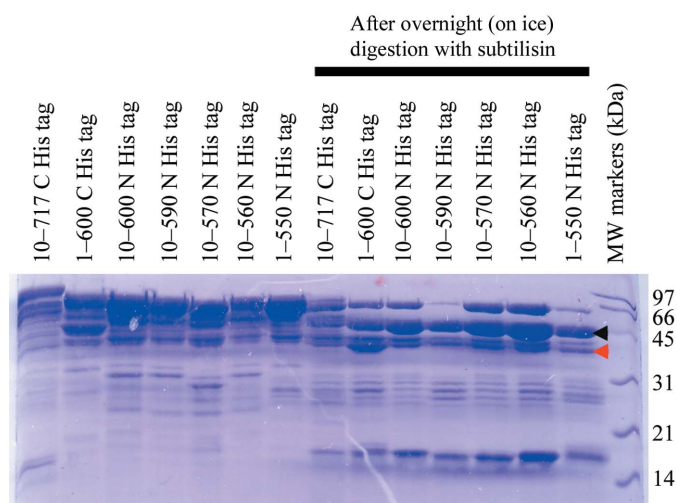 After overnight (on ice)
digestion with subtilisin
10–717 C His tag
1–600 C His tag
10–600 N His tag
10–590 N His tag
10–570 N His tag
10–560 N His tag
1–550 N His tag
10–717 C His tag
1–600 C His tag
10–600 N His tag
10–590 N His tag
10–570 N His tag
10–560 N His tag
1–550 N His tag
MW markers (kDa)
97
66
45
31
21
14